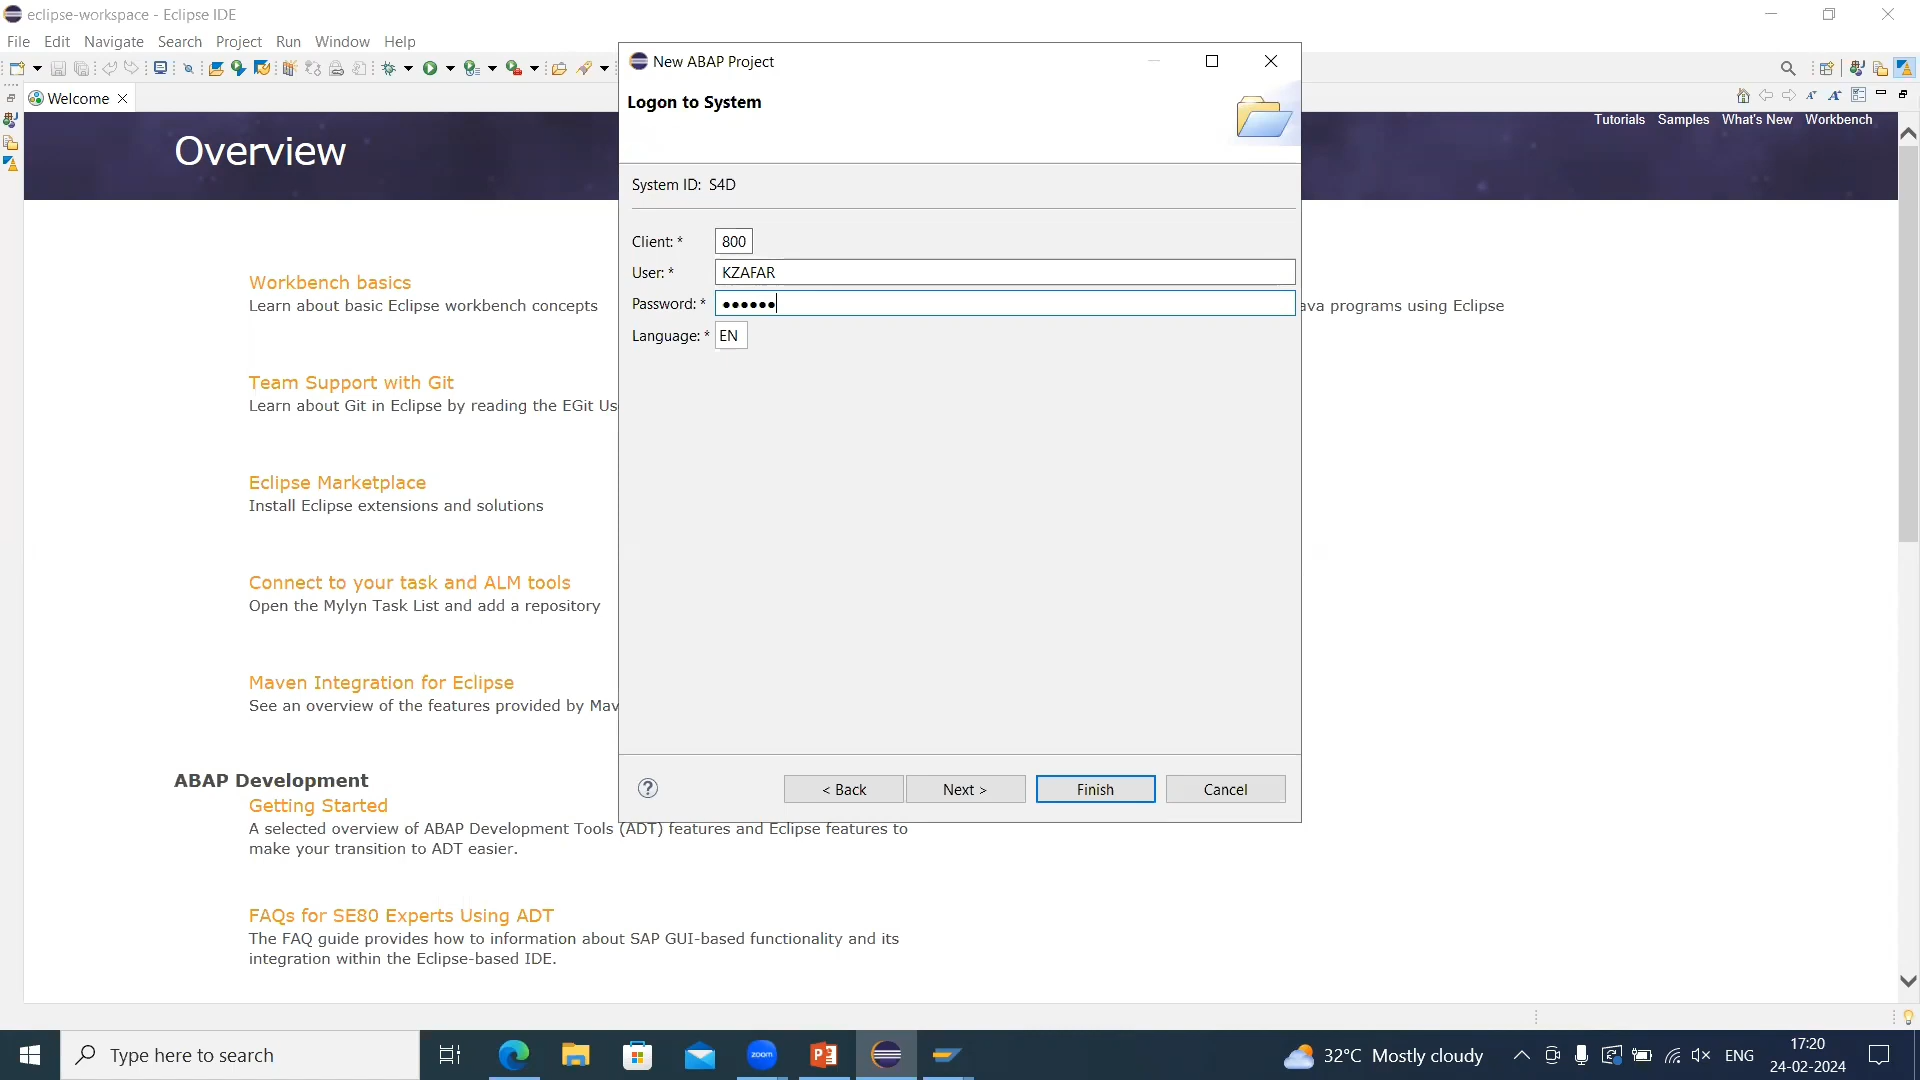 eclipse-workspace - Eclipse IDE
File Edit Navigate Search Project Run Window Help
Welcome
Tutorials Samples What's New Workbench
Overview
Workbench basics
Learn about basic Eclipse workbench concepts
ava programs using Eclipse
Team Support with Git
Learn about Git in Eclipse by reading the EGit Us
Eclipse Marketplace
Install Eclipse extensions and solutions
Connect to your task and ALM tools
Open the Mylyn Task List and add a repository
Maven Integration for Eclipse
See an overview of the features provided by Mav
ABAP Development
Getting Started
A selected overview of ABAP Development Tools (ADT) features and Eclipse features to
make your transition to ADT easier.
FAQs for SE80 Experts Using ADT
The FAQ guide provides how to information about SAP GUI-based functionality and its
integration within the Eclipse-based IDE.
New ABAP Project
Logon to System
System ID: S4D
Client: * 800
User: * KZAFAR
Password: * ●●●●●●
Language: * EN
? < Back Next > Finish Cancel
Type here to search
zoom
32°C Mostly cloudy
ENG
17:20
24-02-2024